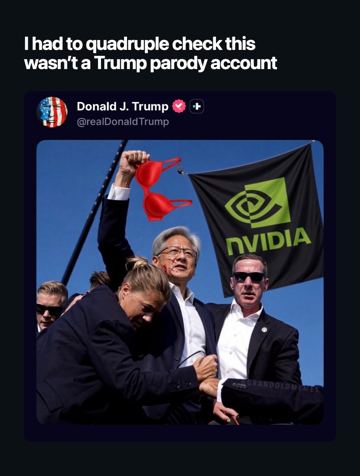 I had to quadruple check this
wasn't a Trump parody account
Donald J. Trump
@realDonaldTrump
NVIDIA